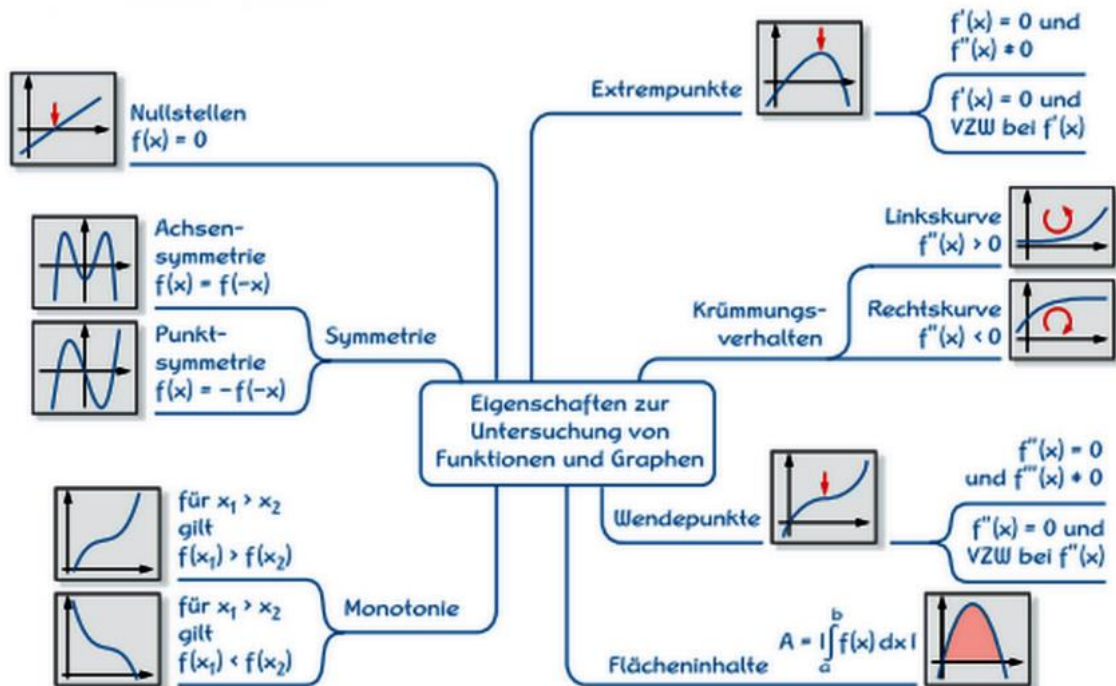 Nullstellen
f(x) = 0
Achsen-
symmetrie
f(x) = f(-x)
Punkt-
symmetrie
f(x) = -f(-x)
Symmetrie
für x₁ > x₂
gilt
f(x₁) > f(x₂)
für x₁ > x₂
gilt
f(x₁) < f(x₂)
Monotonie
Eigenschaften zur
Untersuchung von
Funktionen und Graphen
Extrempunkte
f'(x) = 0 und
f''(x) ≠ 0
f'(x) = 0 und
VZW bei f'(x)
Krümmungs-
verhalten
Linkskurve
f''(x) > 0
Rechtskurve
f''(x) < 0
Wendepunkte
f''(x) = 0
und f'''(x) ≠ 0
f''(x) = 0 und
VZW bei f''(x)
Flächeninhalte
A = |∫ₐᵇ f(x) dx|